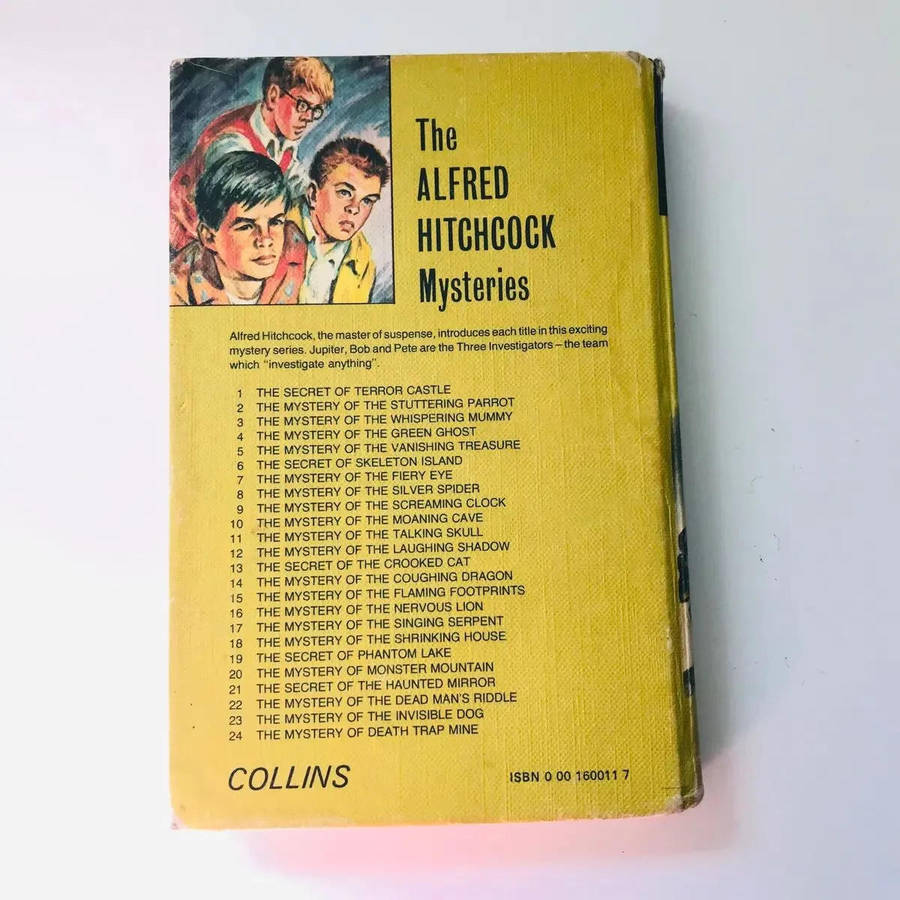 The
ALFRED
HITCHCOCK
Mysteries
Alfred Hitchcock, the master of suspense, introduces each title in this exciting
mystery series. Jupiter, Bob and Pete are the Three Investigators – the team
which "investigate anything".
1 THE SECRET OF TERROR CASTLE
2 THE MYSTERY OF THE STUTTERING PARROT
3 THE MYSTERY OF THE WHISPERING MUMMY
4 THE MYSTERY OF THE GREEN GHOST
5 THE MYSTERY OF THE VANISHING TREASURE
6 THE SECRET OF SKELETON ISLAND
7 THE MYSTERY OF THE FIERY EYE
8 THE MYSTERY OF THE SILVER SPIDER
9 THE MYSTERY OF THE SCREAMING CLOCK
10 THE MYSTERY OF THE MOANING CAVE
11 THE MYSTERY OF THE TALKING SKULL
12 THE MYSTERY OF THE LAUGHING SHADOW
13 THE SECRET OF THE CROOKED CAT
14 THE MYSTERY OF THE COUGHING DRAGON
15 THE MYSTERY OF THE FLAMING FOOTPRINTS
16 THE MYSTERY OF THE NERVOUS LION
17 THE MYSTERY OF THE SINGING SERPENT
18 THE MYSTERY OF THE SHRINKING HOUSE
19 THE SECRET OF PHANTOM LAKE
20 THE MYSTERY OF MONSTER MOUNTAIN
21 THE SECRET OF THE HAUNTED MIRROR
22 THE MYSTERY OF THE DEAD MAN'S RIDDLE
23 THE MYSTERY OF THE INVISIBLE DOG
24 THE MYSTERY OF DEATH TRAP MINE
COLLINS
ISBN 0 00 160011 7